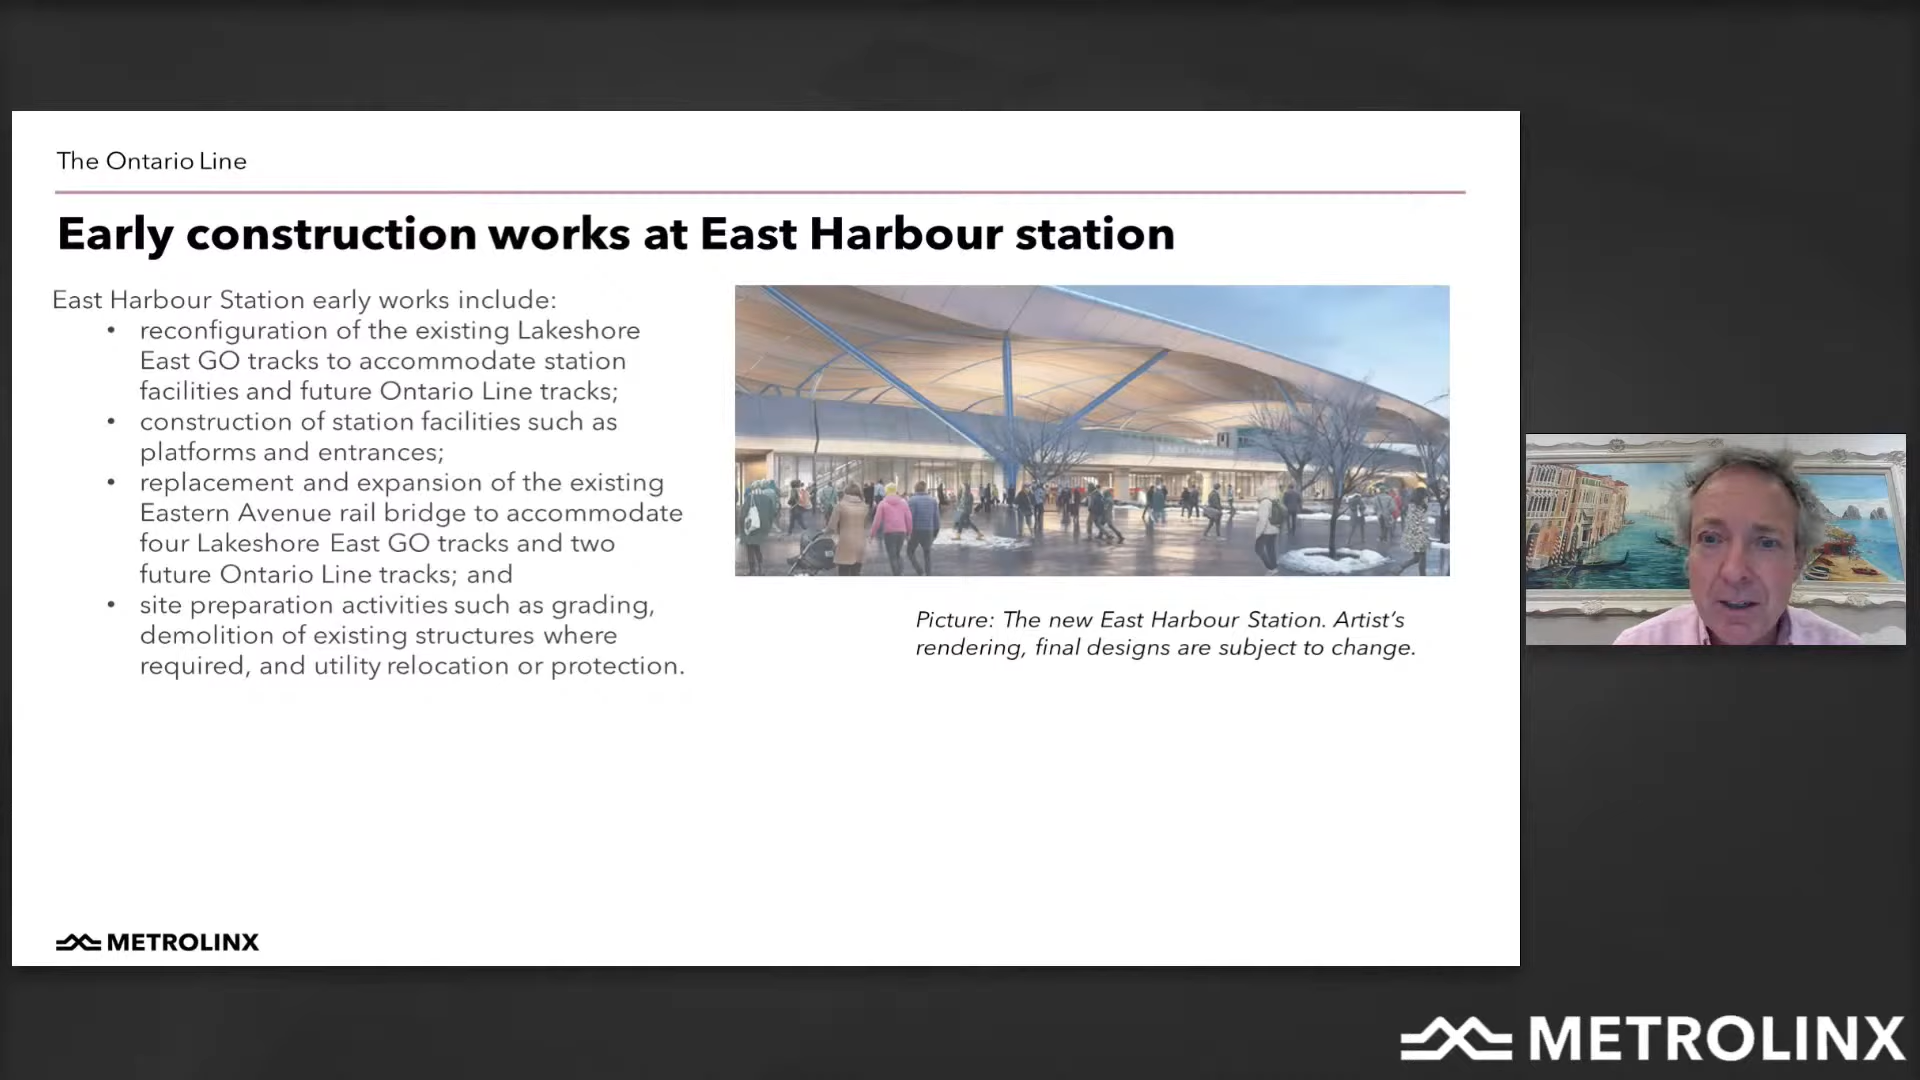 The Ontario Line
Early construction works at East Harbour station
East Harbour Station early works include:
• reconfiguration of the existing Lakeshore
East GO tracks to accommodate station
facilities and future Ontario Line tracks;
• construction of station facilities such as
platforms and entrances;
• replacement and expansion of the existing
Eastern Avenue rail bridge to accommodate
four Lakeshore East GO tracks and two
future Ontario Line tracks; and
• site preparation activities such as grading,
demolition of existing structures where
required, and utility relocation or protection.
EAST HARBOUR
Picture: The new East Harbour Station. Artist’s
rendering, final designs are subject to change.
METROLINX
METROLINX